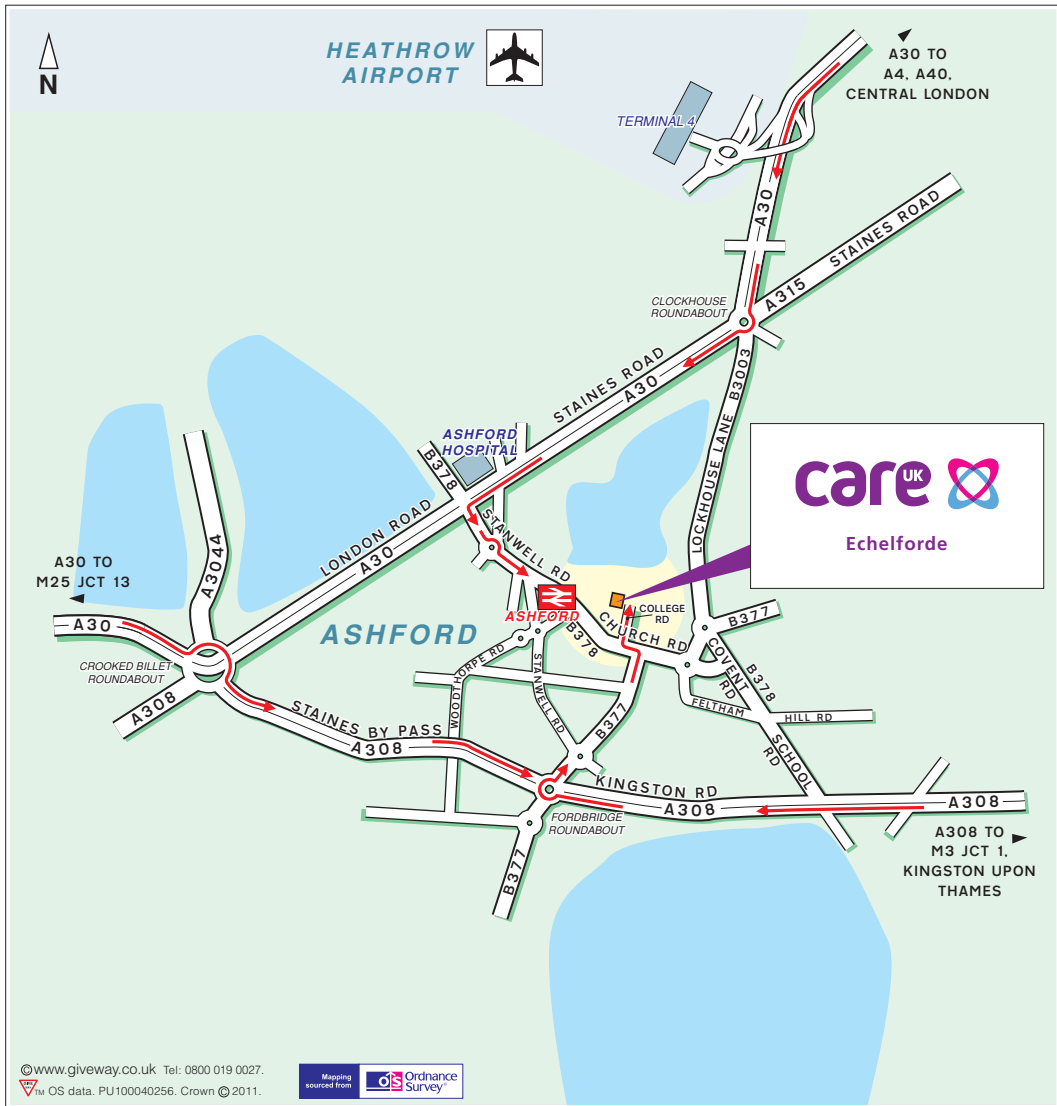 N
HEATHROW
AIRPORT
A30 TO
A4, A40,
CENTRAL LONDON
TERMINAL 4
A30
STAINES ROAD
A315
CLOCKHOUSE
ROUNDABOUT
STAINES ROAD
A30
LOCKHOUSE LANE B3003
ASHFORD
HOSPITAL
B378
care UK
Echelforde
LONDON ROAD
A30
STANWELL RD
A30 TO
M25 JCT 13
A3044
A30
ASHFORD
ASHFORD
COLLEGE
RD
CHURCH RD
B377
B378
CROOKED BILLET
ROUNDABOUT
A308
WOODTHORPE RD
STANWELL RD
COVENT RD
B378
FELTHAM
HILL RD
SCHOOL RD
B377
STAINES BY PASS
A308
KINGSTON RD
A308
A308
FORDBRIDGE
ROUNDABOUT
B377
A308 TO
M3 JCT 1,
KINGSTON UPON
THAMES
© www.giveway.co.uk Tel: 0800 019 0027.
GIVE WAY TM OS data. PU100040256. Crown © 2011.
Mapping
sourced from
OS Ordnance
Survey®